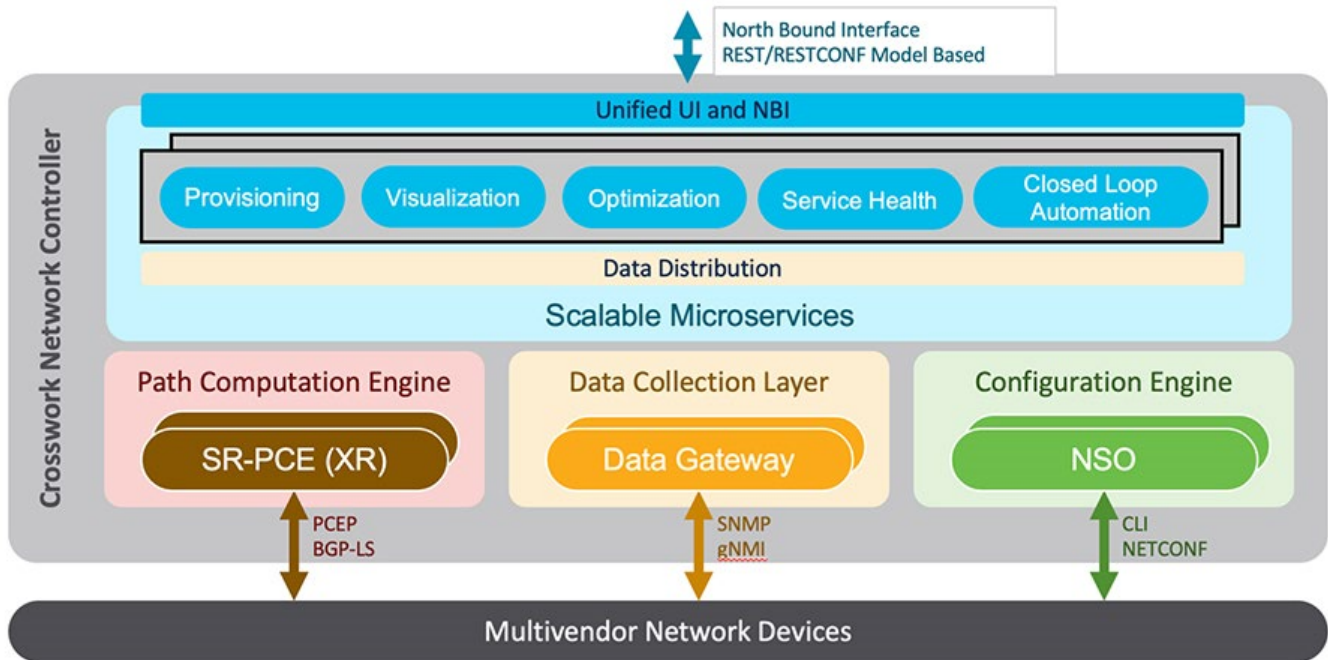 North Bound Interface
REST/RESTCONF Model Based
Crosswork Network Controller
Unified UI and NBI
Provisioning
Visualization
Optimization
Service Health
Closed Loop
Automation
Data Distribution
Scalable Microservices
Path Computation Engine
SR-PCE (XR)
Data Collection Layer
Data Gateway
Configuration Engine
NSO
PCEP
BGP-LS
SNMP
gNMI
CLI
NETCONF
Multivendor Network Devices